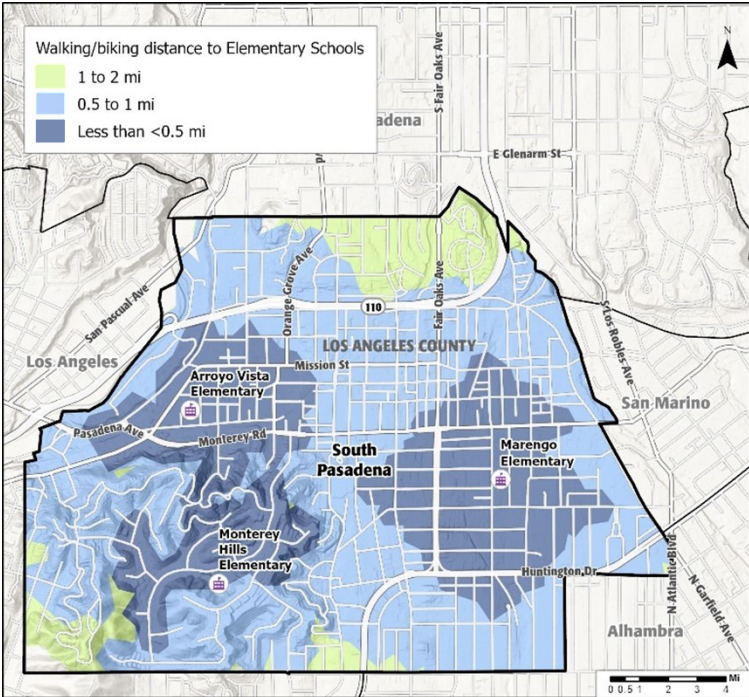 Walking/biking distance to Elementary Schools
1 to 2 mi
0.5 to 1 mi
Less than <0.5 mi
N
S Fair Oaks Ave
adena
E Glenarm St
San Pascual Ave
Orange Grove Ave
110
Fair Oaks Ave
S Los Robles Ave
LOS ANGELES COUNTY
Los Angeles
Mission St
Arroyo Vista
Elementary
San Marino
Pasadena Ave
Monterey Rd
South
Pasadena
Marengo
Elementary
Monterey
Hills
Elementary
Huntington Dr
N Atlantic Blvd
N Garfield Ave
Alhambra
Mi
0 0.5 1 2 3 4